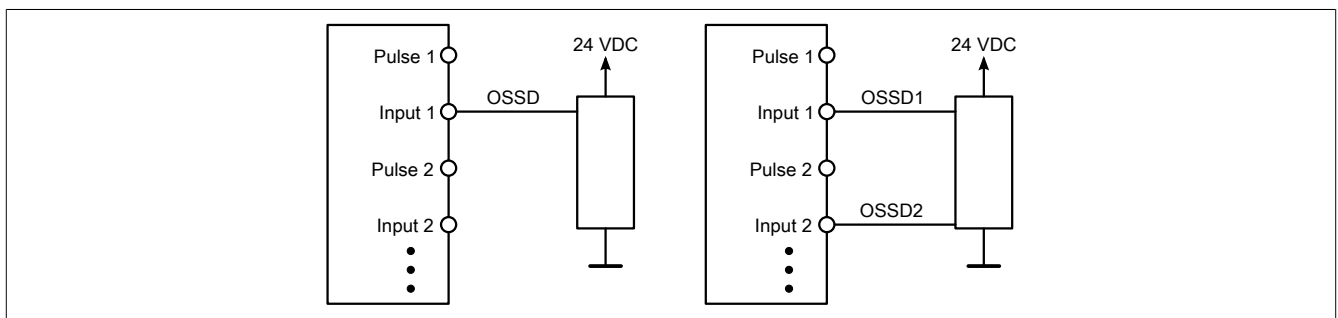 24 VDC
Pulse 1
OSSD
Input 1
Pulse 2
Input 2
24 VDC
Pulse 1
OSSD1
Input 1
Pulse 2
OSSD2
Input 2